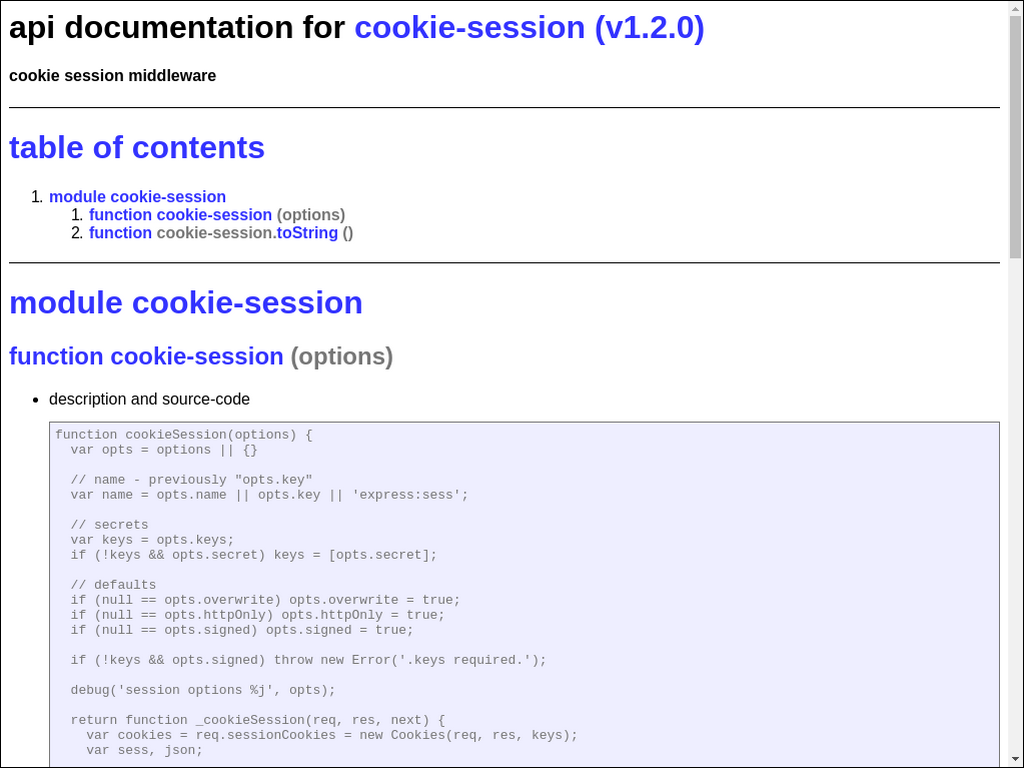 api documentation for cookie-session (v1.2.0)
cookie session middleware
table of contents
1. module cookie-session
1. function cookie-session (options)
2. function cookie-session.toString ()
module cookie-session
function cookie-session (options)
• description and source-code
function cookieSession(options) {
  var opts = options || {}

  // name - previously "opts.key"
  var name = opts.name || opts.key || 'express:sess';

  // secrets
  var keys = opts.keys;
  if (!keys && opts.secret) keys = [opts.secret];

  // defaults
  if (null == opts.overwrite) opts.overwrite = true;
  if (null == opts.httpOnly) opts.httpOnly = true;
  if (null == opts.signed) opts.signed = true;

  if (!keys && opts.signed) throw new Error('.keys required.');

  debug('session options %j', opts);

  return function _cookieSession(req, res, next) {
    var cookies = req.sessionCookies = new Cookies(req, res, keys);
    var sess, json;